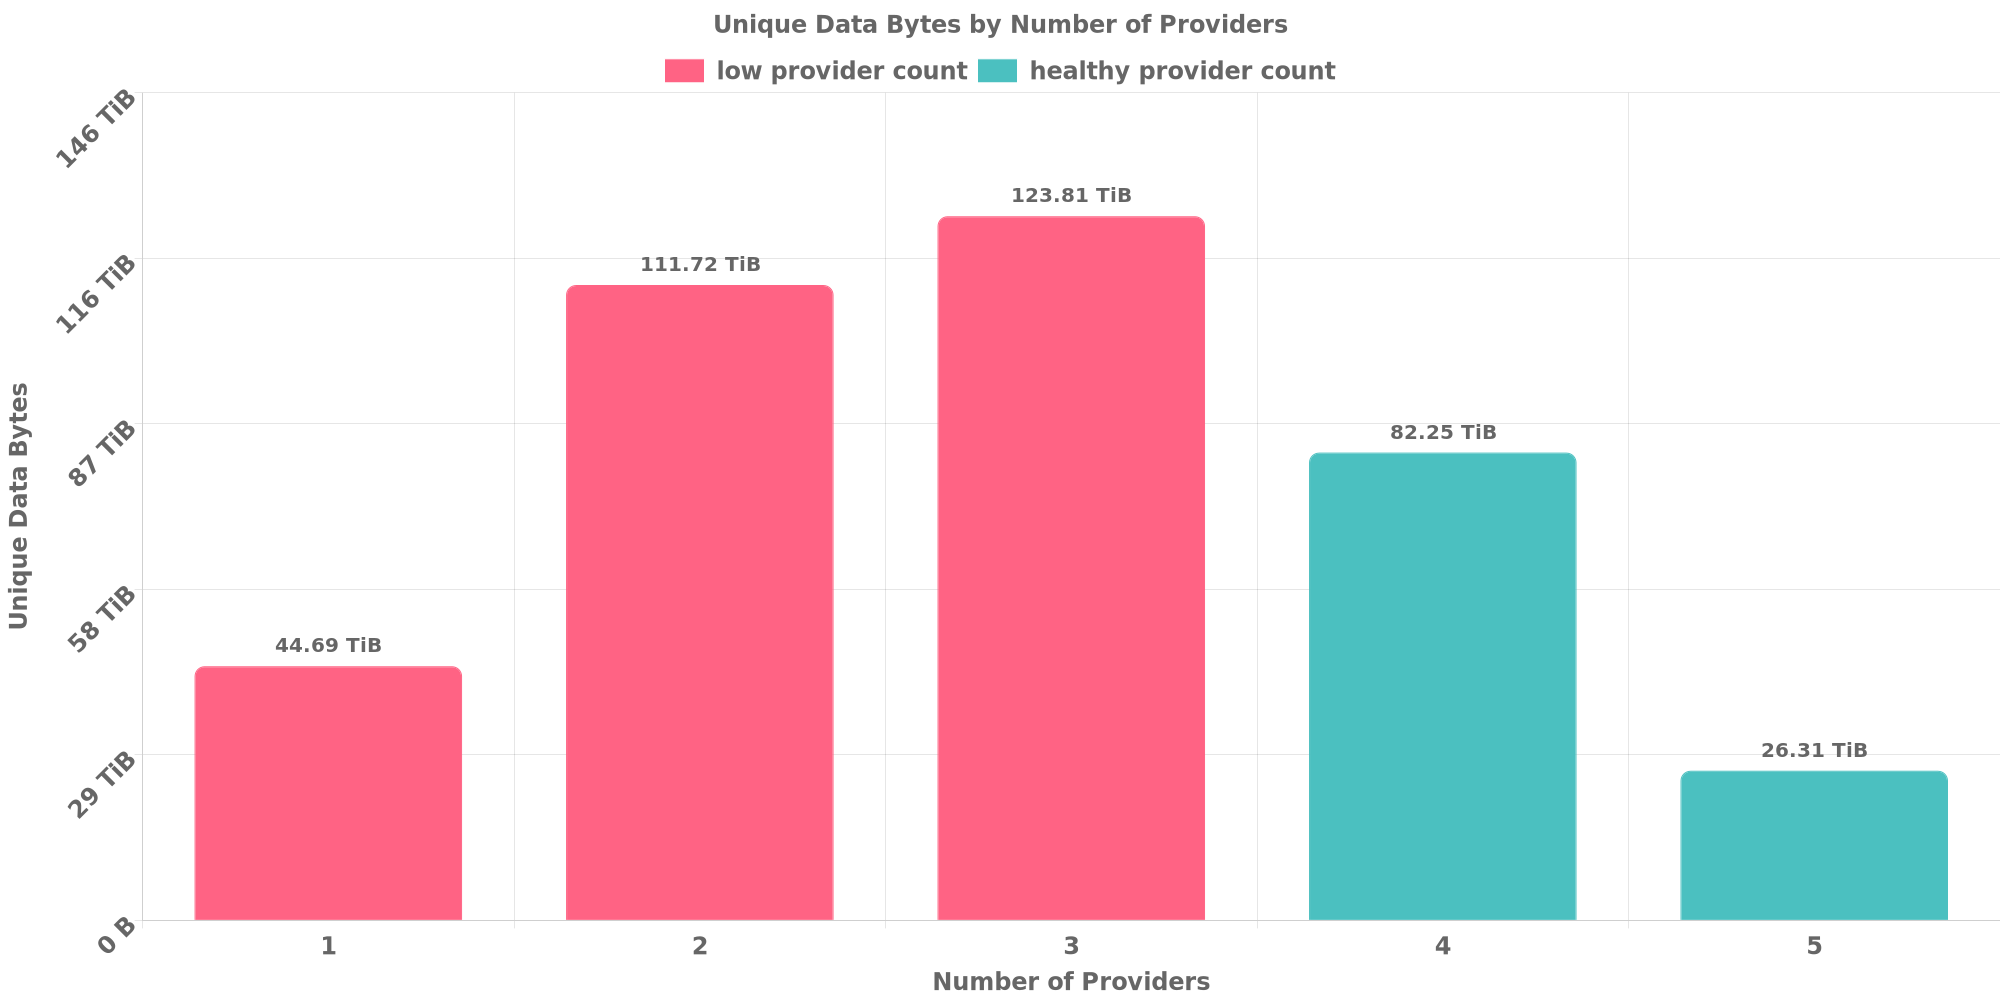 Unique Data Bytes by Number of Providers
low provider count healthy provider count
146 TiB
116 TiB
87 TiB
58 TiB
29 TiB
0 B
Unique Data Bytes
44.69 TiB
111.72 TiB
123.81 TiB
82.25 TiB
26.31 TiB
1 2 3 4 5
Number of Providers